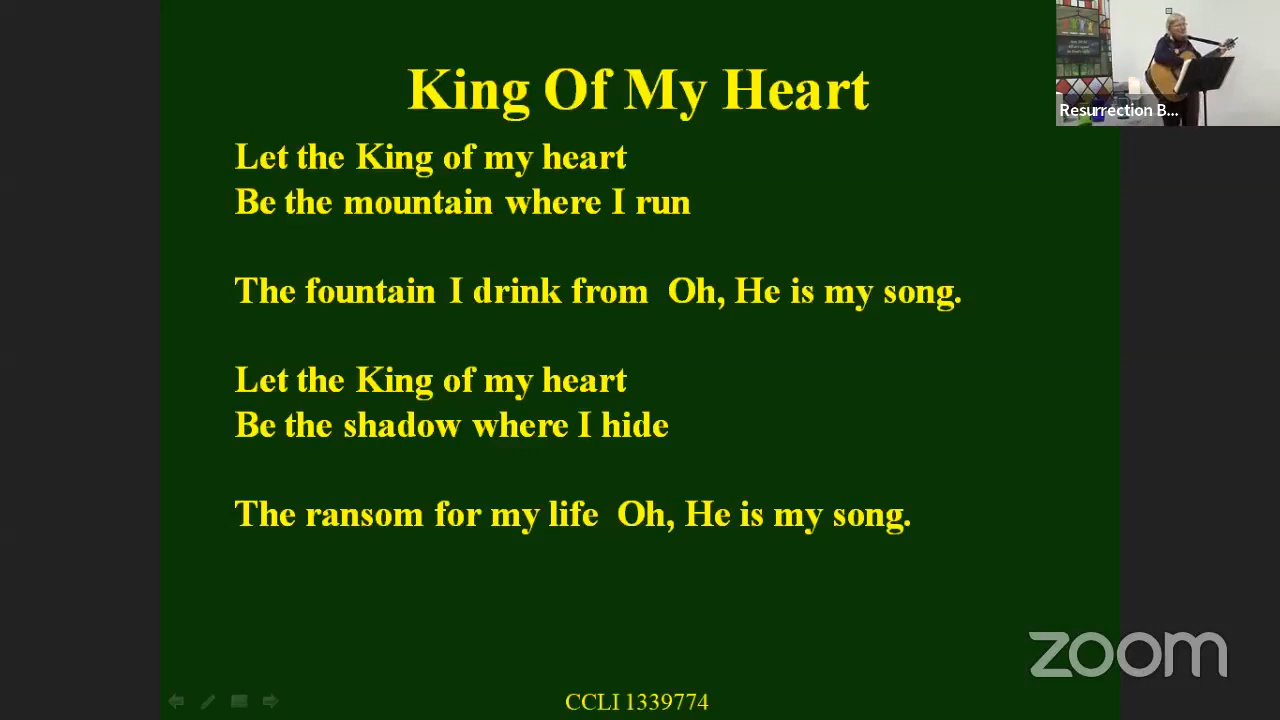 King Of My Heart
Let the King of my heart
Be the mountain where I run
The fountain I drink from  Oh, He is my song.
Let the King of my heart
Be the shadow where I hide
The ransom for my life  Oh, He is my song.
CCLI 1339774
Resurrection B...
zoom